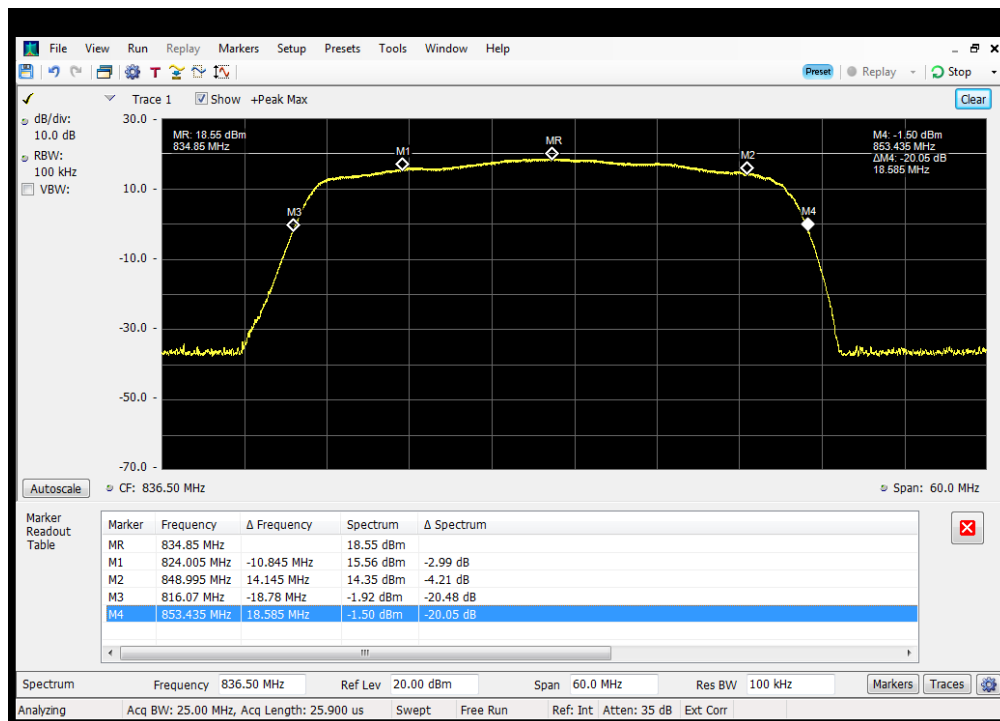 File View Run Replay Markers Setup Presets Tools Window Help
T Preset Replay Stop
Trace 1 Show +Peak Max Clear
dB/div:
10.0 dB
RBW:
100 kHz
VBW:
30.0
10.0
-10.0
-30.0
-50.0
-70.0
MR: 18.55 dBm
834.85 MHz
M4: -1.50 dBm
853.435 MHz
ΔM4: -20.05 dB
18.585 MHz
M1 MR M2
M3 M4
Autoscale CF: 836.50 MHz Span: 60.0 MHz
Marker
Readout
Table
Marker Frequency Δ Frequency Spectrum Δ Spectrum
MR 834.85 MHz 18.55 dBm
M1 824.005 MHz -10.845 MHz 15.56 dBm -2.99 dB
M2 848.995 MHz 14.145 MHz 14.35 dBm -4.21 dB
M3 816.07 MHz -18.78 MHz -1.92 dBm -20.48 dB
M4 853.435 MHz 18.585 MHz -1.50 dBm -20.05 dB
Spectrum Frequency 836.50 MHz Ref Lev 20.00 dBm Span 60.0 MHz Res BW 100 kHz Markers Traces
Analyzing Acq BW: 25.00 MHz, Acq Length: 25.900 us Swept Free Run Ref: Int Atten: 35 dB Ext Corr